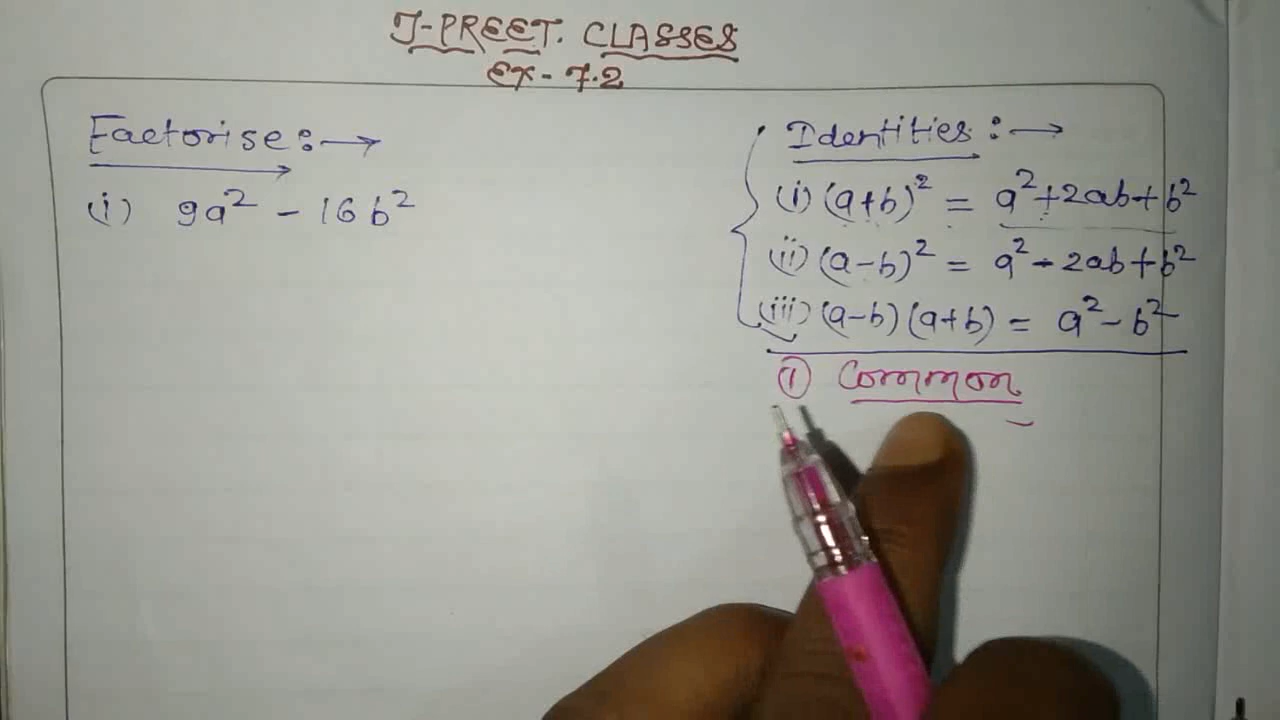 J-PREET. CLASSES
EX- 7.2
Factorise:→
(i) 9a² - 16b²
Identities:→
(i) (a+b)² = a²+2ab+b²
(ii) (a-b)² = a²-2ab+b²
(iii) (a-b)(a+b) = a²-b²
① Common